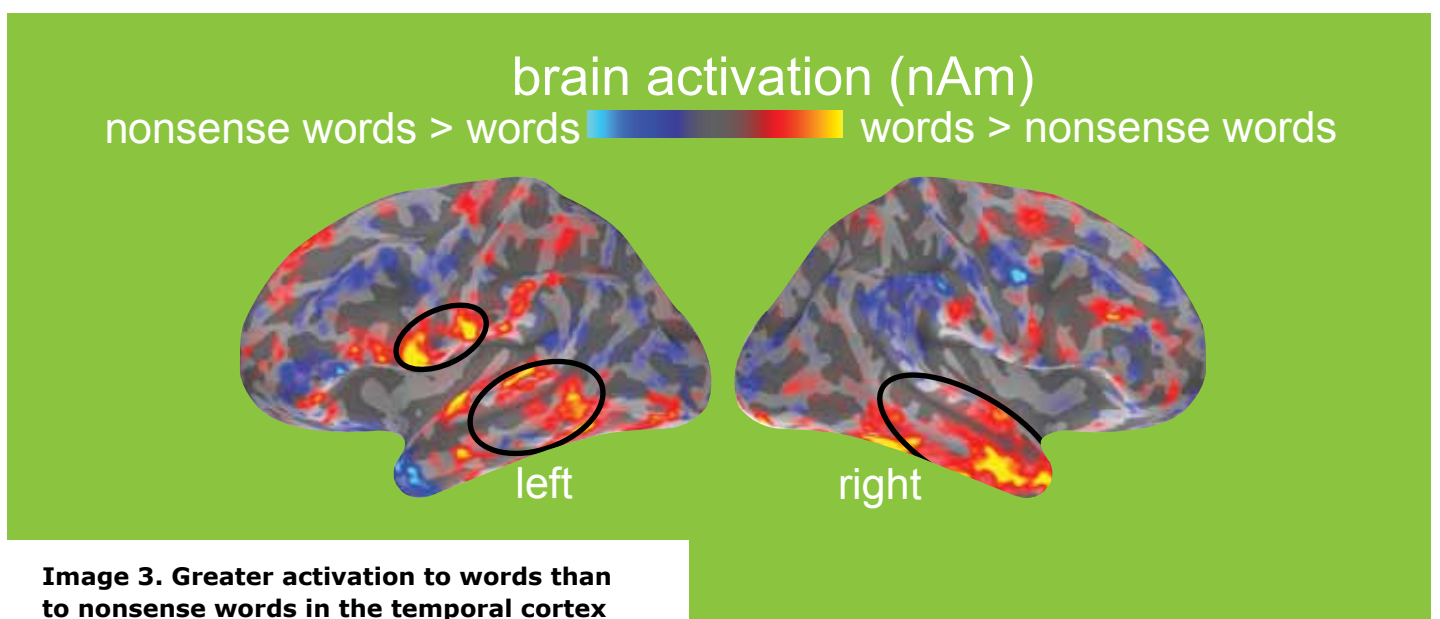 brain activation (nAm)
nonsense words > words words > nonsense words
left right
Image 3. Greater activation to words than
to nonsense words in the temporal cortex